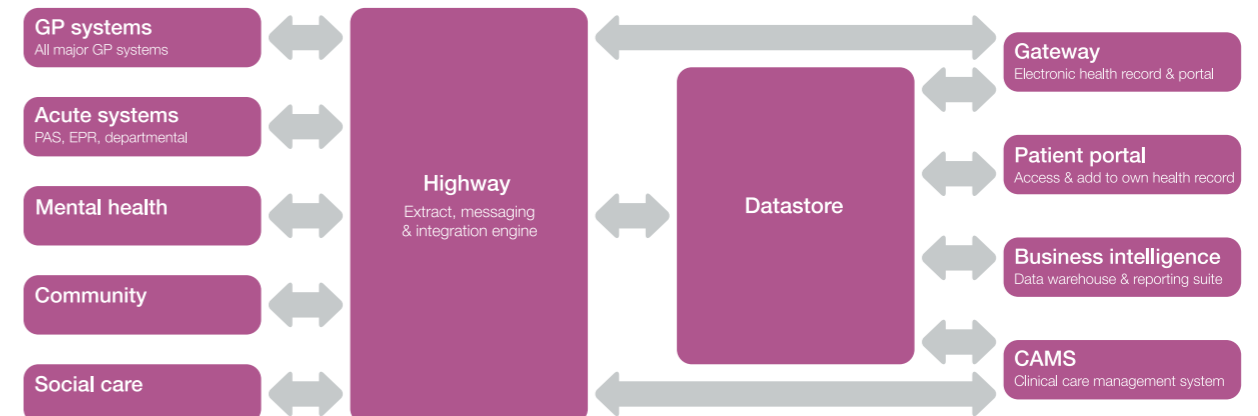 GP systems
All major GP systems
Acute systems
PAS, EPR, departmental
Mental health
Community
Social care
Highway
Extract, messaging
& integration engine
Datastore
Gateway
Electronic health record & portal
Patient portal
Access & add to own health record
Business intelligence
Data warehouse & reporting suite
CAMS
Clinical care management system